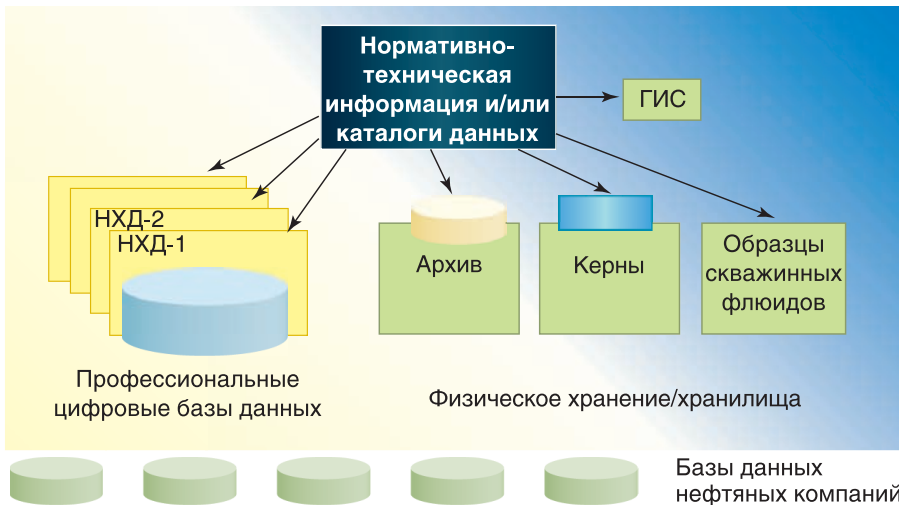 Нормативно-
техническая
информация и/или
каталоги данных
ГИС
НХД-2
НХД-1
Архив
Керны
Образцы
скважинных
флюидов
Профессиональные
цифровые базы данных
Физическое хранение/хранилища
Базы данных
нефтяных компаний